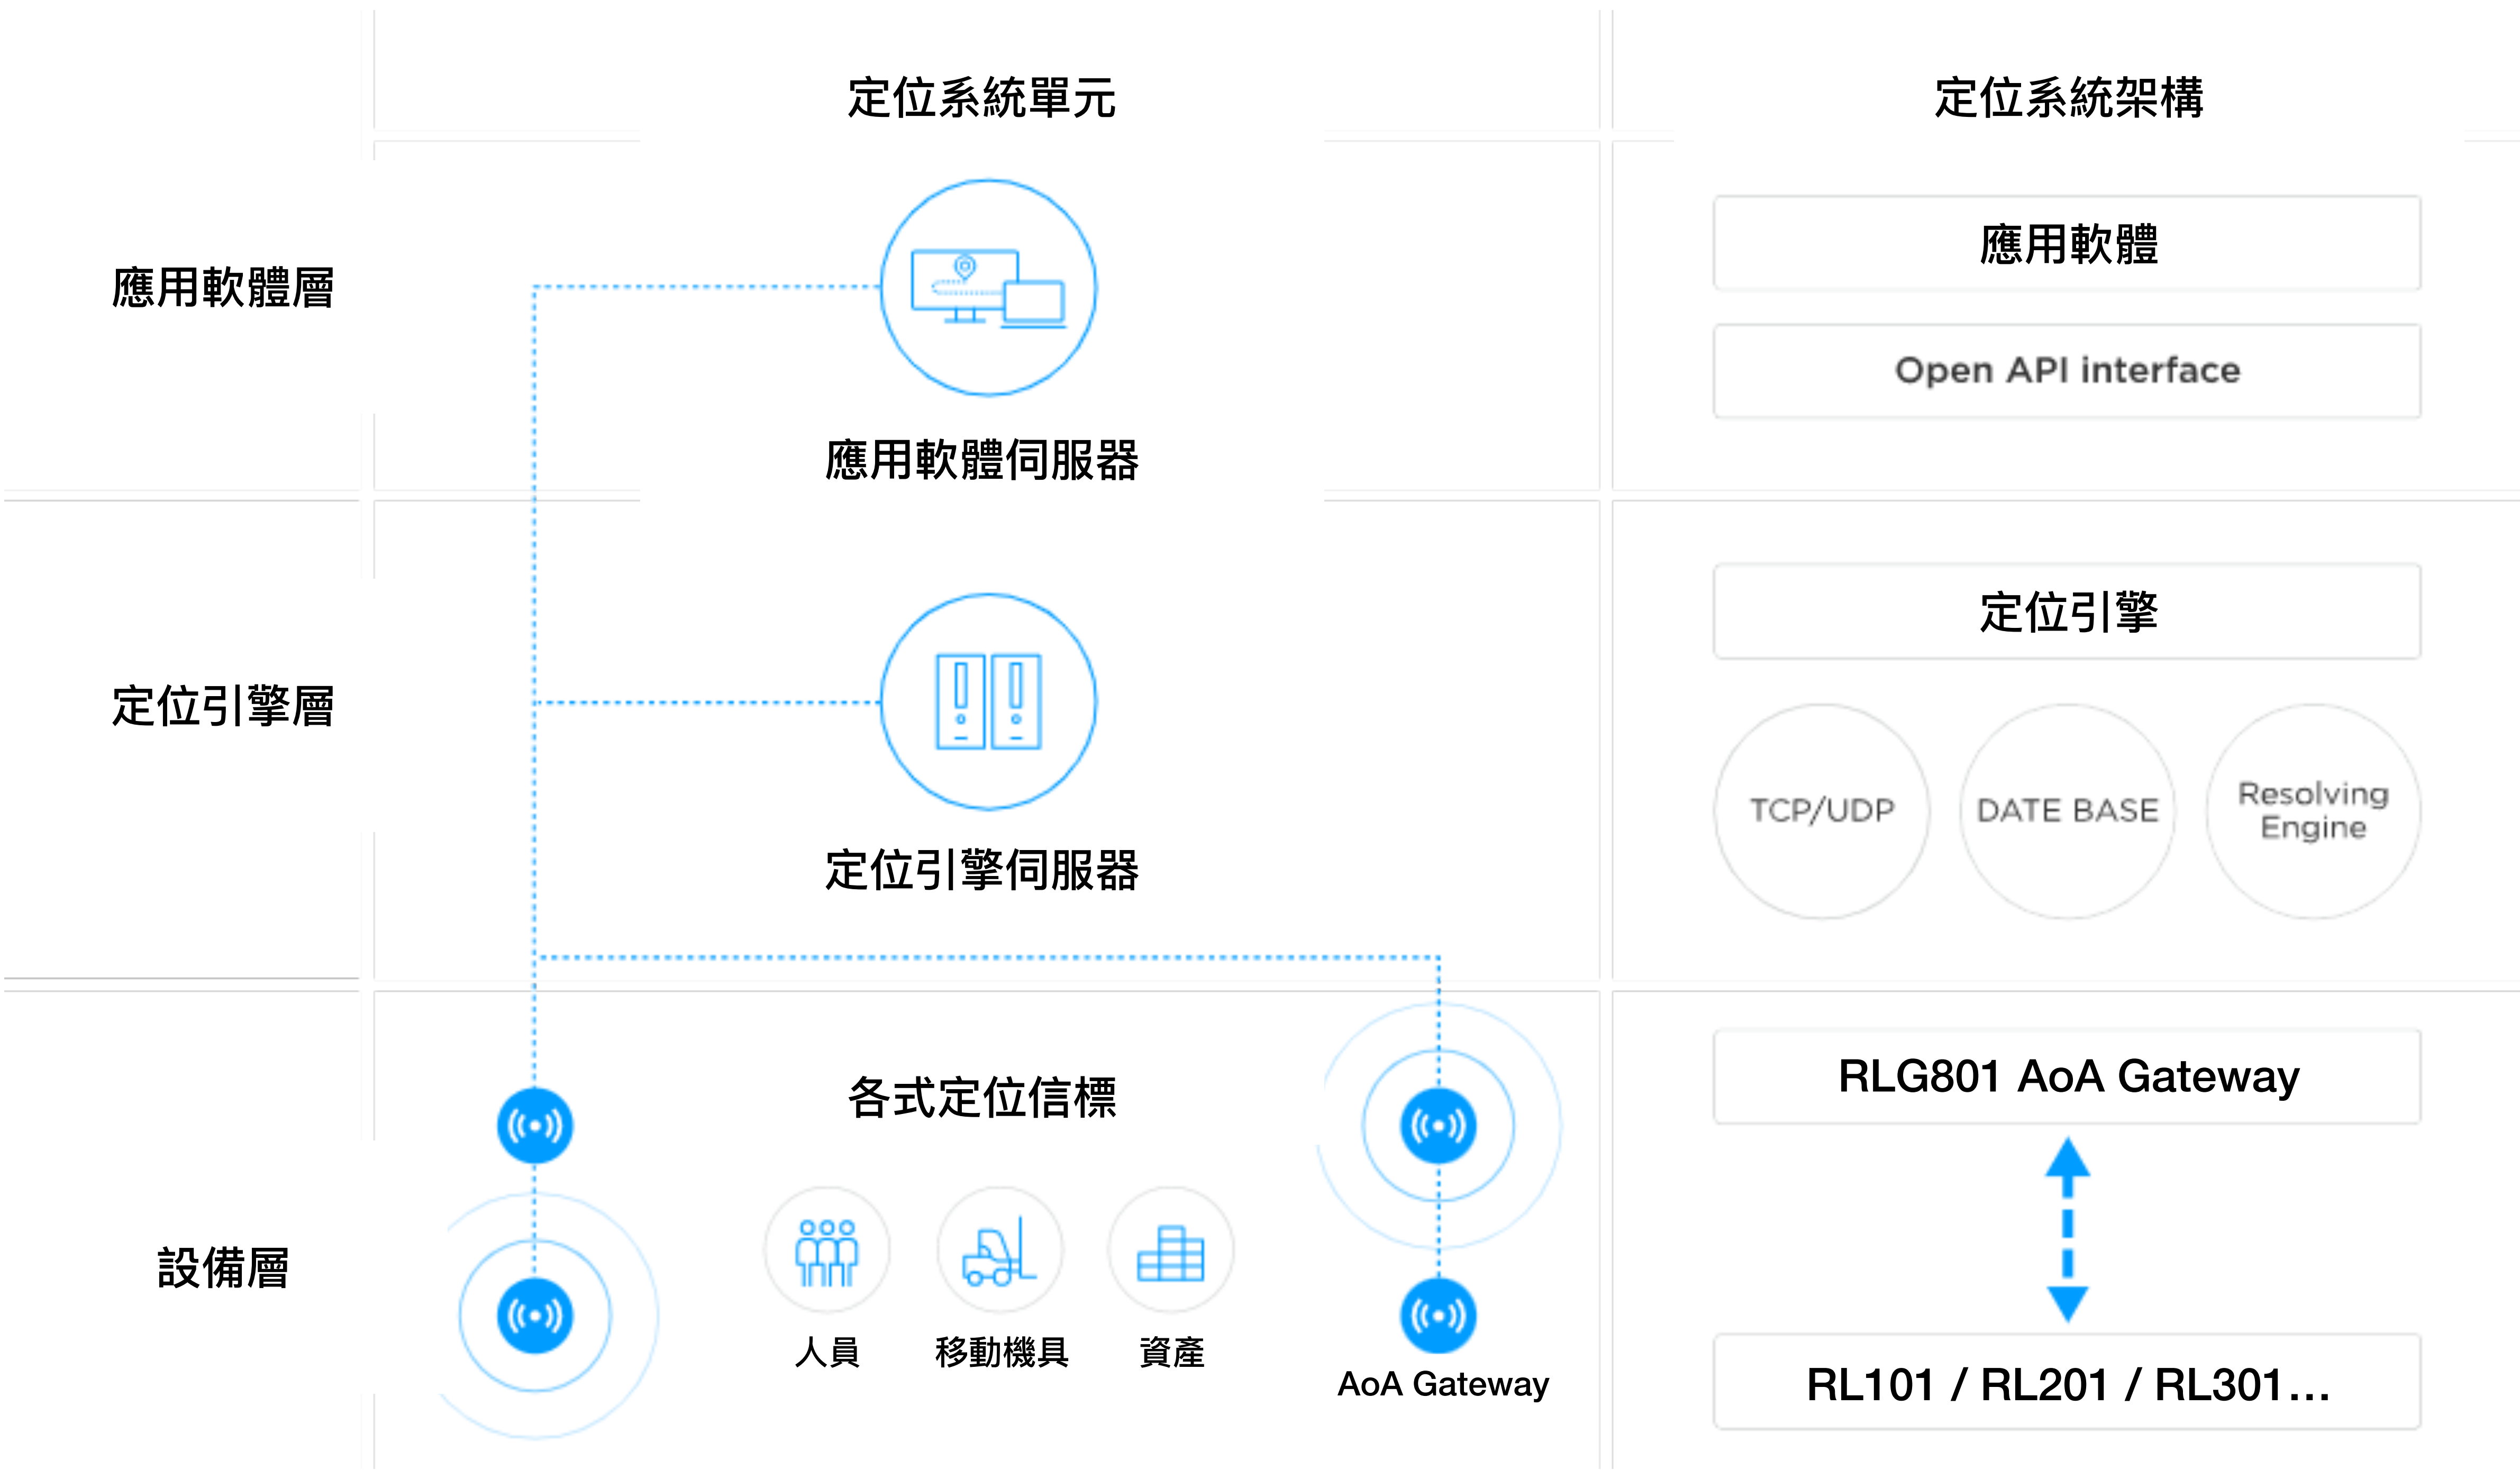 定位系統單元
定位系統架構
應用軟體層
應用軟體伺服器
應用軟體
Open API interface
定位引擎層
定位引擎伺服器
定位引擎
TCP/UDP
DATE BASE
Resolving
Engine
設備層
各式定位信標
人員
移動機具
資產
AoA Gateway
RLG801 AoA Gateway
RL101 / RL201 / RL301...